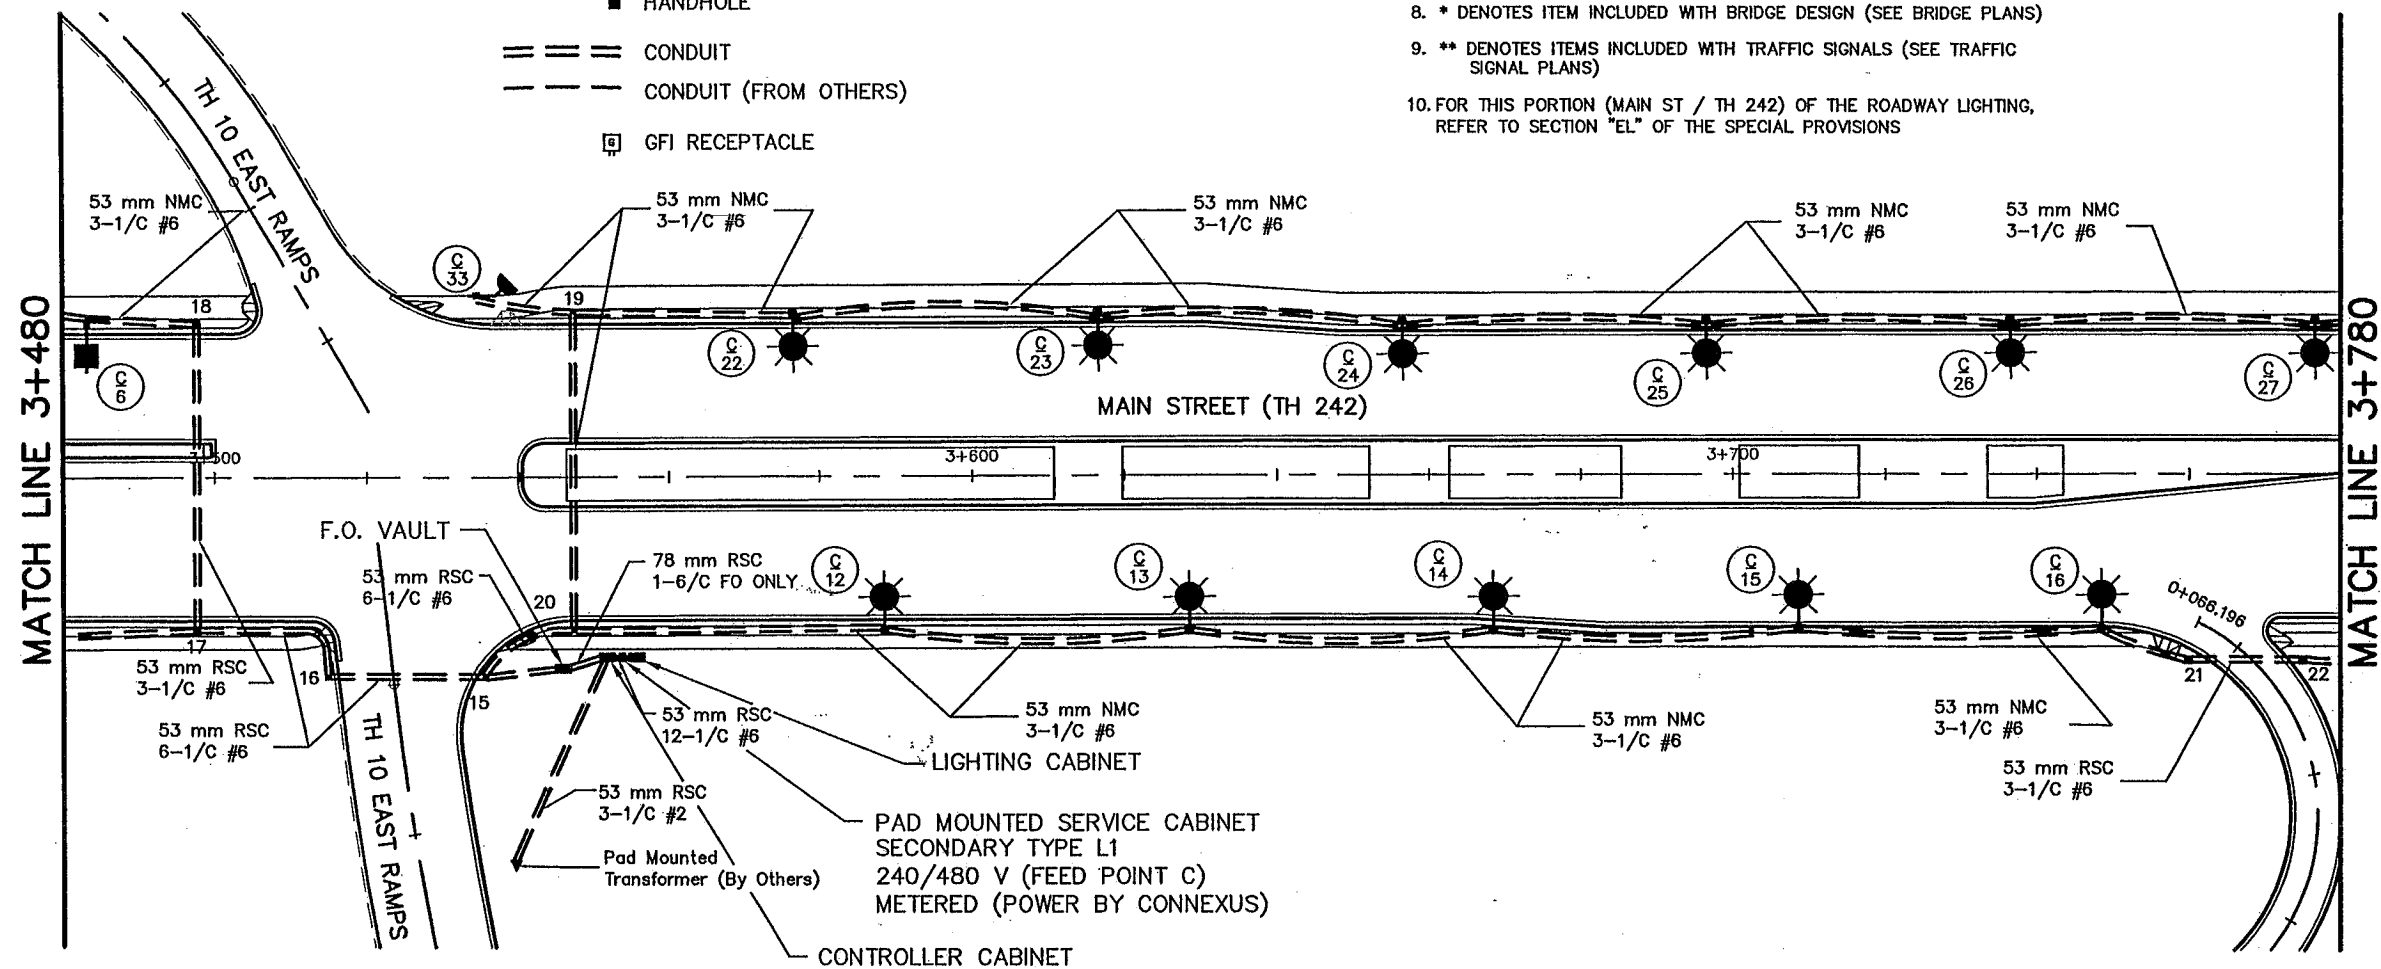 HANDHOLE
CONDUIT
CONDUIT (FROM OTHERS)
G
GFI RECEPTACLE
8. * DENOTES ITEM INCLUDED WITH BRIDGE DESIGN (SEE BRIDGE PLANS)
9. ** DENOTES ITEMS INCLUDED WITH TRAFFIC SIGNALS (SEE TRAFFIC
SIGNAL PLANS)
10. FOR THIS PORTION (MAIN ST / TH 242) OF THE ROADWAY LIGHTING,
REFER TO SECTION "EL" OF THE SPECIAL PROVISIONS
MATCH LINE 3+480
TH 10 EAST RAMPS
53 mm NMC
3-1/C #6
53 mm NMC
3-1/C #6
53 mm NMC
3-1/C #6
53 mm NMC
3-1/C #6
53 mm NMC
3-1/C #6
C
33
18
19
C
6
C
22
C
23
C
24
C
25
C
26
C
27
MAIN STREET (TH 242)
3+500
3+600
3+700
MATCH LINE 3+780
F.O. VAULT
53 mm RSC
6-1/C #6
78 mm RSC
1-6/C FO ONLY
C
12
C
13
C
14
C
15
C
16
0+066.196
20
17
16
15
21
22
53 mm RSC
3-1/C #6
53 mm RSC
6-1/C #6
53 mm RSC
12-1/C #6
53 mm NMC
3-1/C #6
53 mm NMC
3-1/C #6
53 mm NMC
3-1/C #6
53 mm RSC
3-1/C #6
LIGHTING CABINET
53 mm RSC
3-1/C #2
PAD MOUNTED SERVICE CABINET
SECONDARY TYPE L1
240/480 V (FEED POINT C)
METERED (POWER BY CONNEXUS)
Pad Mounted
Transformer (By Others)
TH 10 EAST RAMPS
CONTROLLER CABINET